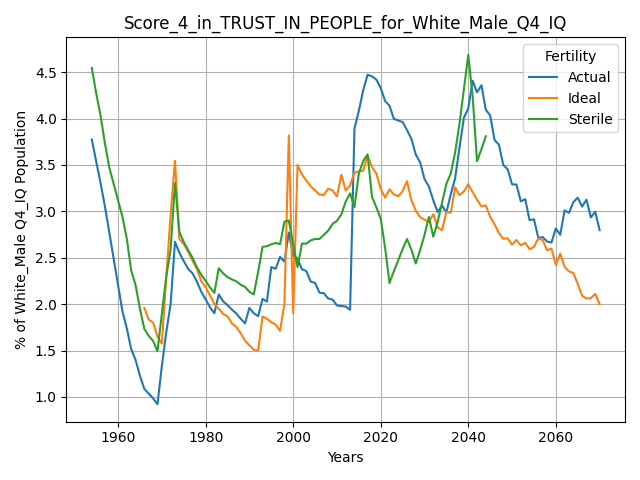 Score_4_in_TRUST_IN_PEOPLE_for_White_Male_Q4_IQ
% of White_Male Q4_IQ Population
4.5
4.0
3.5
3.0
2.5
2.0
1.5
1.0
Fertility
Actual
Ideal
Sterile
1960
1980
2000
2020
2040
2060
Years